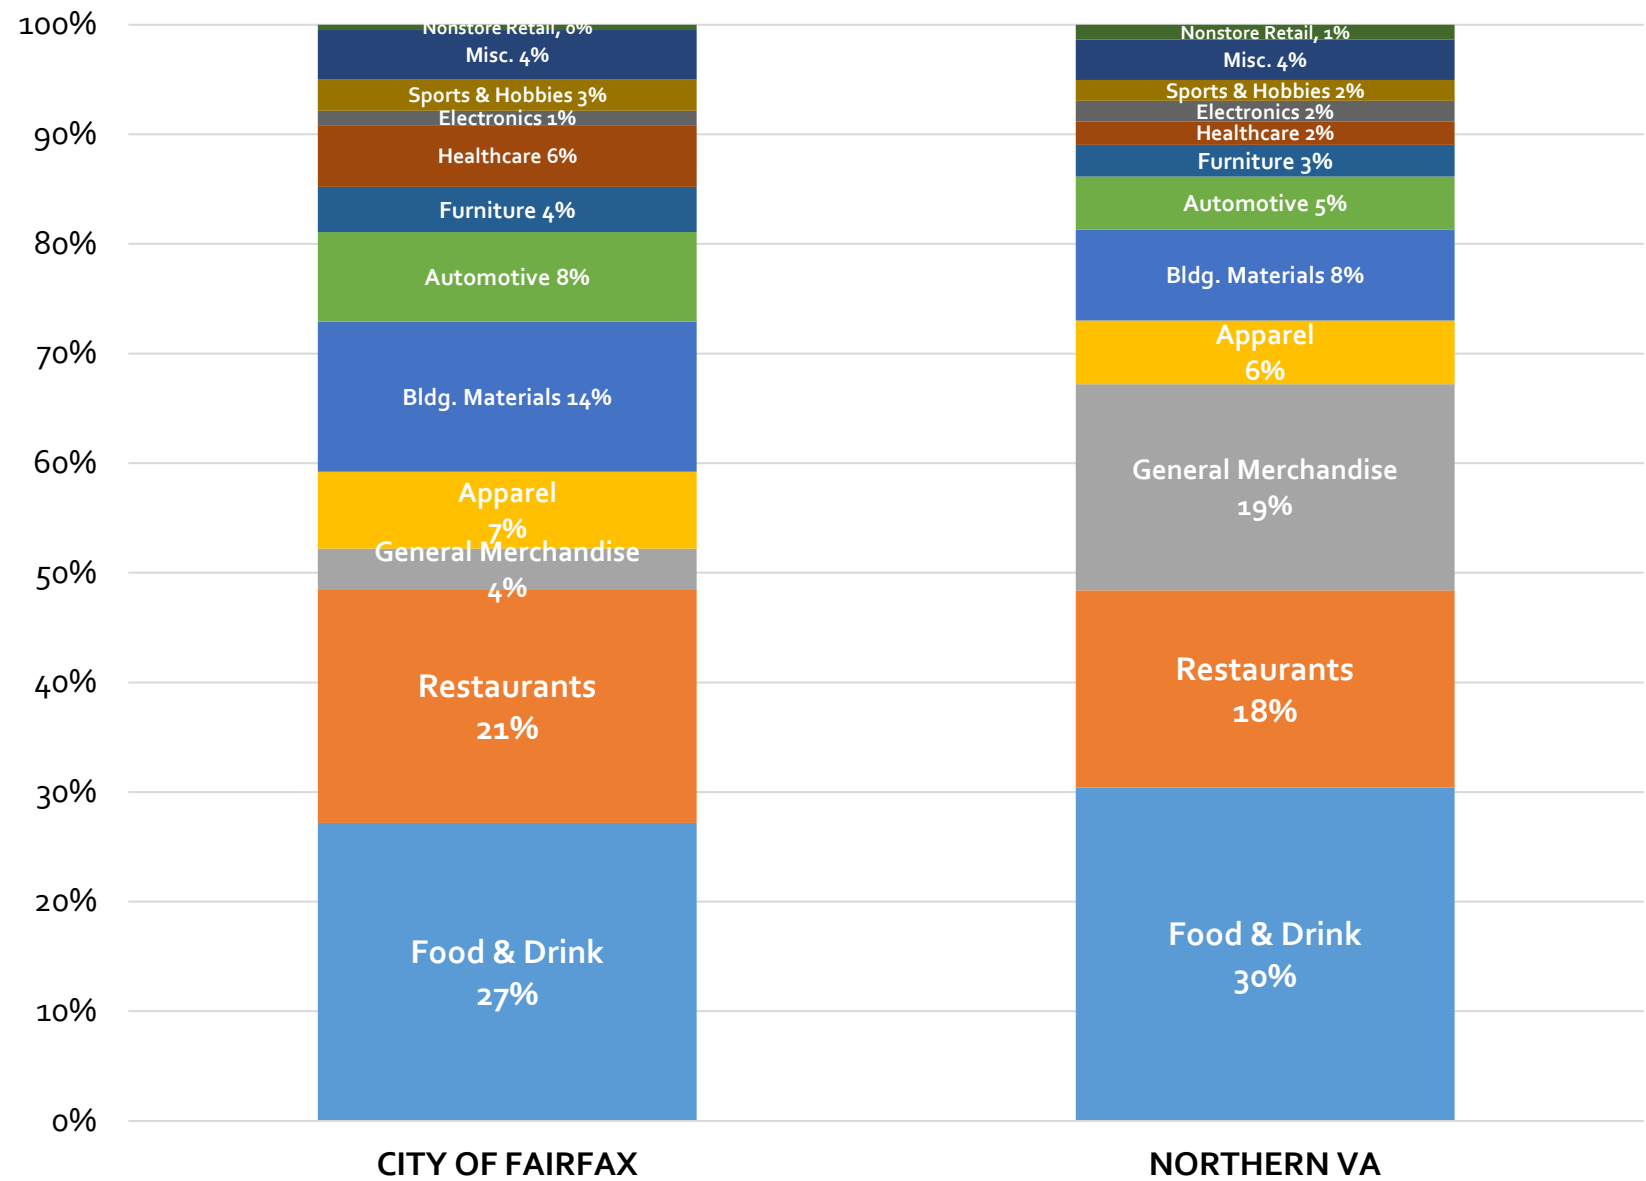 100%
90%
80%
70%
60%
50%
40%
30%
20%
10%
0%
Nonstore Retail, 0%
Misc. 4%
Sports & Hobbies 3%
Electronics 1%
Healthcare 6%
Furniture 4%
Automotive 8%
Bldg. Materials 14%
Apparel
7%
General Merchandise
4%
Restaurants
21%
Food & Drink
27%
CITY OF FAIRFAX
Nonstore Retail, 1%
Misc. 4%
Sports & Hobbies 2%
Electronics 2%
Healthcare 2%
Furniture 3%
Automotive 5%
Bldg. Materials 8%
Apparel
6%
General Merchandise
19%
Restaurants
18%
Food & Drink
30%
NORTHERN VA